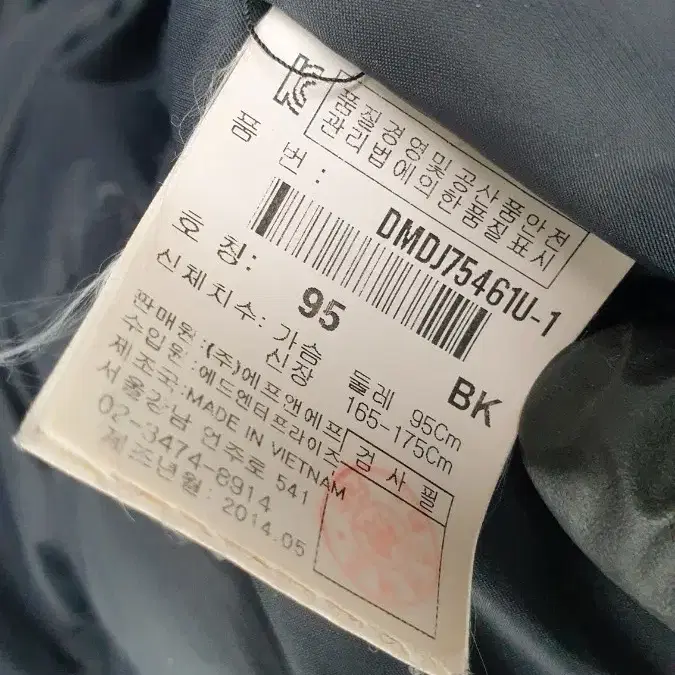 품질경영및공산품안전
관리법에의한품질표시
품 번 : DMDJ75461U-1
호 칭: 95 BK
신체치수: 가슴 둘레 95Cm
신장 165-175Cm
판매원:(주)에프앤에프
수입원:에드엔터프라이즈
제조국:MADE IN VIETNAM
서울강남 언주로 541
02-3474-8914
제조년월: 2014.05
검사필